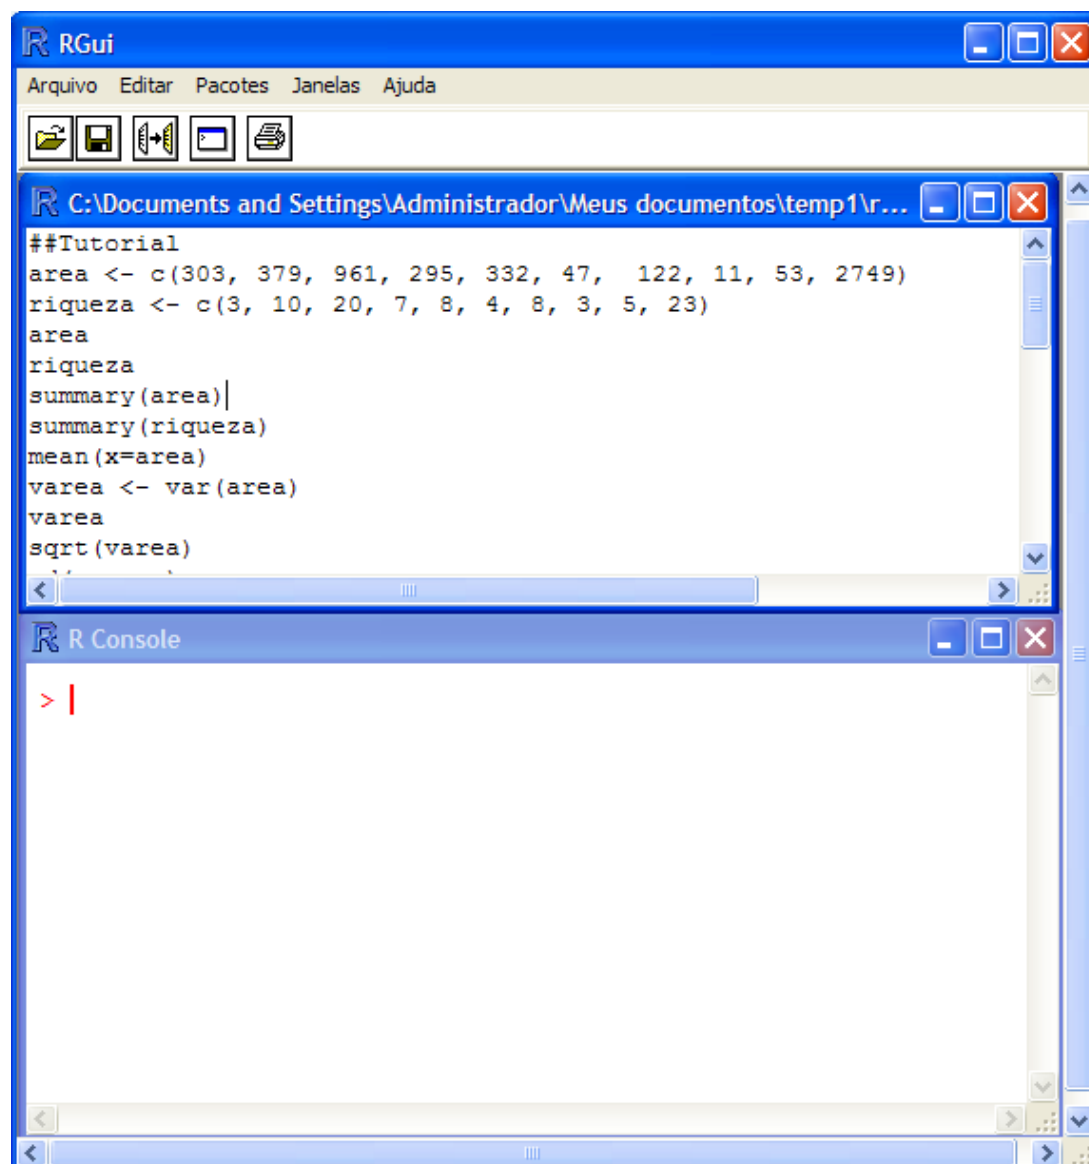 RGui
Arquivo Editar Pacotes Janelas Ajuda
C:\Documents and Settings\Administrador\Meus documentos\temp1\r...
##Tutorial
area <- c(303, 379, 961, 295, 332, 47,  122, 11, 53, 2749)
riqueza <- c(3, 10, 20, 7, 8, 4, 8, 3, 5, 23)
area
riqueza
summary(area)
summary(riqueza)
mean(x=area)
varea <- var(area)
varea
sqrt(varea)
R Console
>